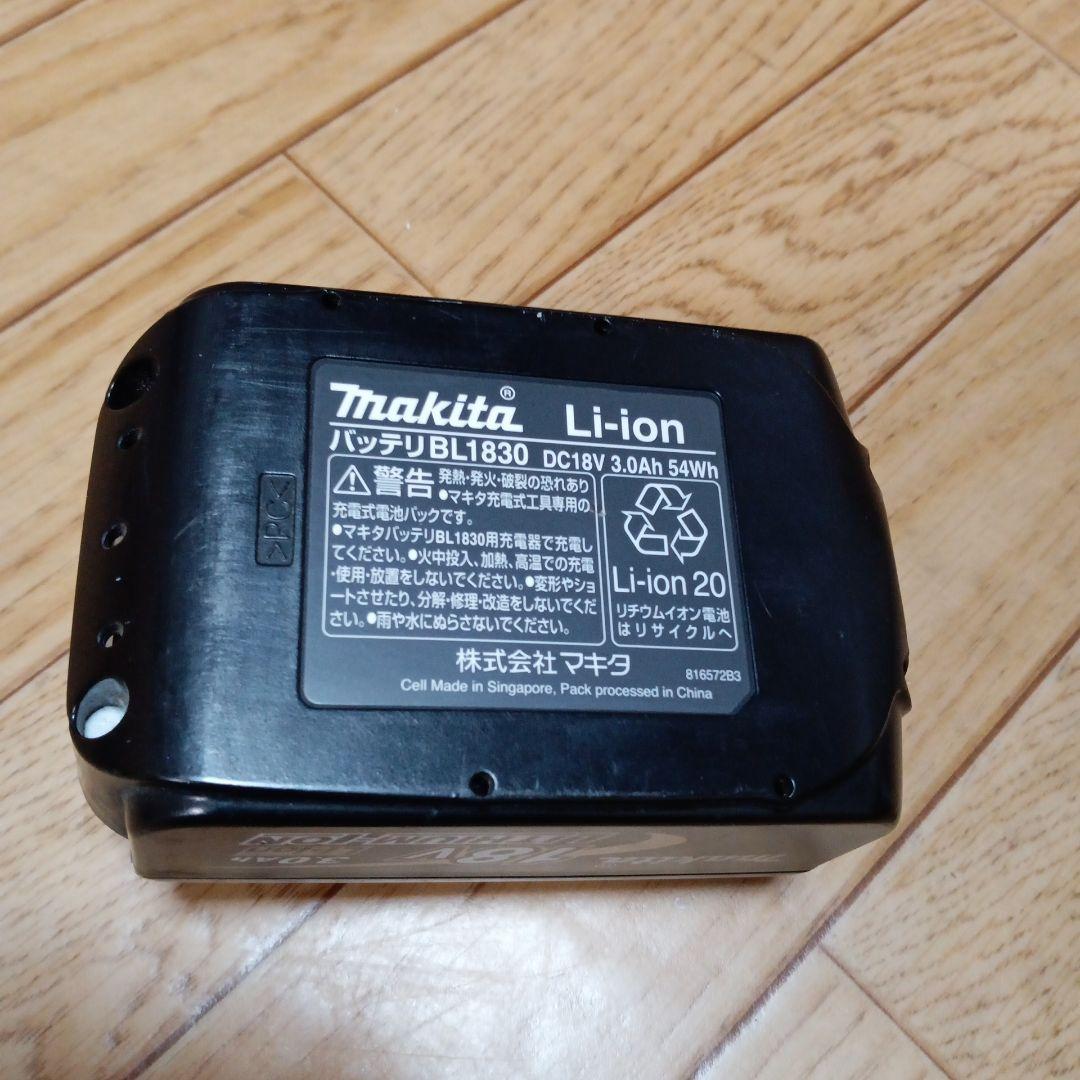 makita® Li-ion
バッテリBL1830 DC18V 3.0Ah 54Wh
警告 発熱・発火・破裂の恐れあり
●マキタ充電式工具専用の
充電式電池パックです。
●マキタバッテリBL1830用充電器で充電し
てください。●火中投入、加熱、高温での充電
・使用・放置をしないでください。●変形やショ
ートさせたり、分解・修理・改造をしないでくだ
さい。●雨や水にぬらさないでください。
Li-ion 20
リチウムイオン電池
はリサイクルへ
株式会社マキタ
816572B3
Cell Made in Singapore, Pack processed in China
makita 18V 3.0Ah